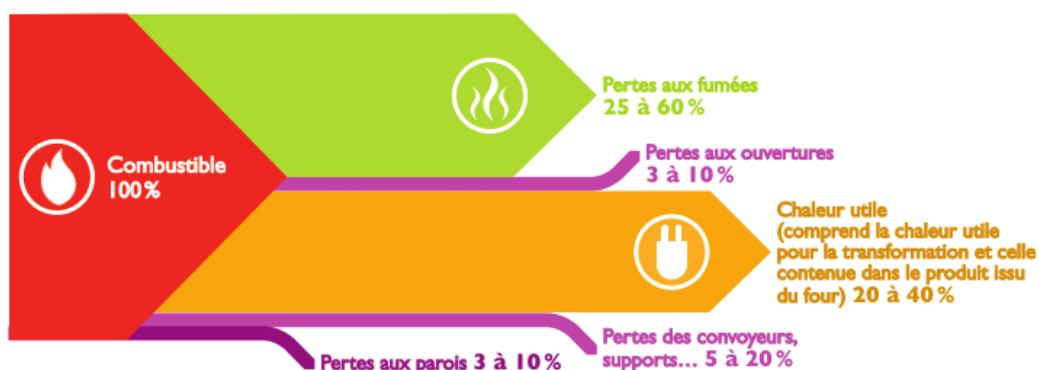 Pertes aux fumées
25 à 60 %
Combustible
100 %
Pertes aux ouvertures
3 à 10 %
Chaleur utile
(comprend la chaleur utile
pour la transformation et celle
contenue dans le produit issu
du four) 20 à 40 %
Pertes des convoyeurs,
supports... 5 à 20 %
Pertes aux parois 3 à 10 %